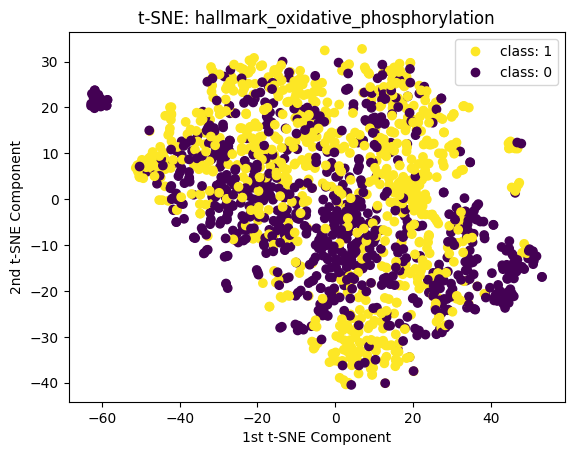 t-SNE: hallmark_oxidative_phosphorylation
class: 1
class: 0
30
20
10
0
−10
−20
−30
−40
2nd t-SNE Component
−60
−40
−20
0
20
40
1st t-SNE Component